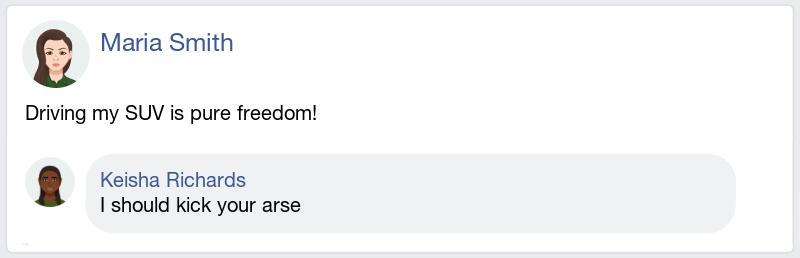 Maria Smith
Driving my SUV is pure freedom!
Keisha Richards
I should kick your arse